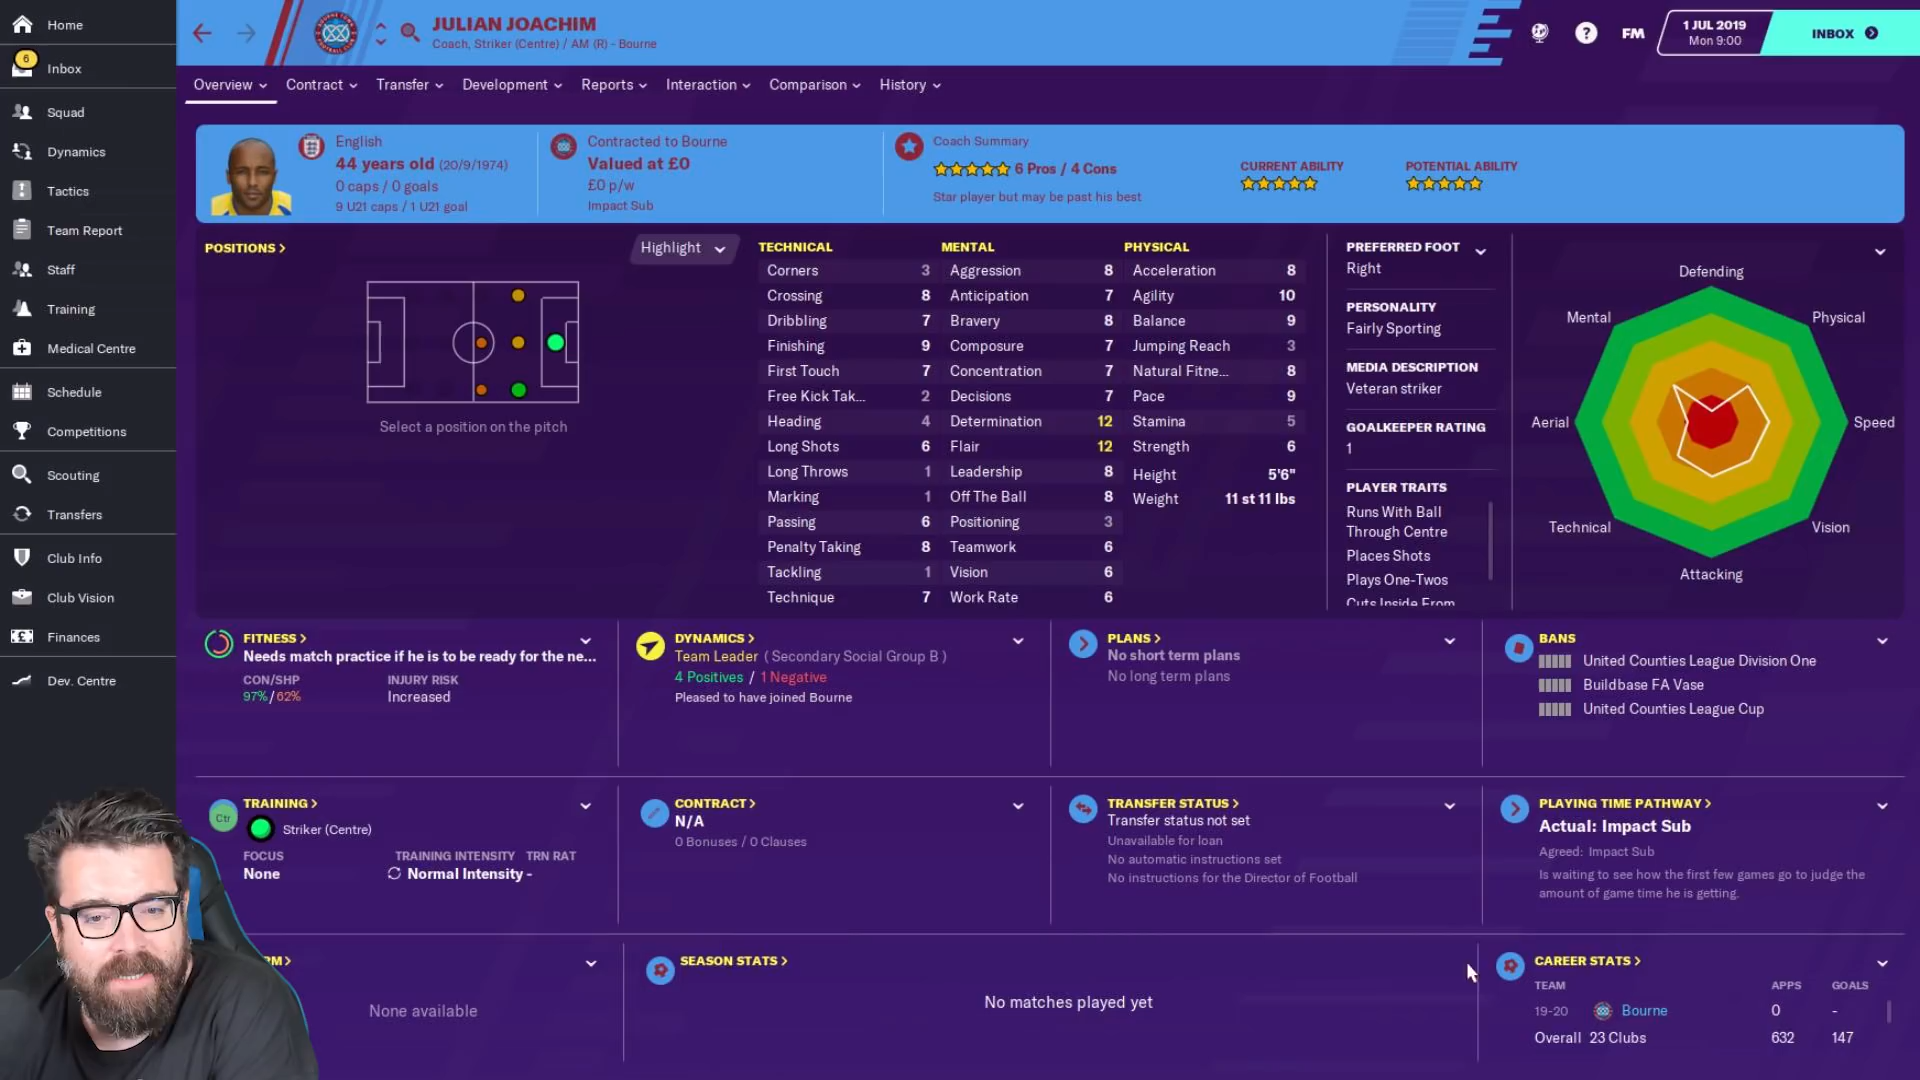 Home
6
Inbox
Squad
Dynamics
Tactics
Team Report
Staff
Training
Medical Centre
Schedule
Competitions
Scouting
Transfers
Club Info
Club Vision
Finances
Dev. Centre
JULIAN JOACHIM
Coach, Striker (Centre) / AM (R) - Bourne
?
FM
1 JUL 2019
Mon 9:00
INBOX
Overview
Contract
Transfer
Development
Reports
Interaction
Comparison
History
English
44 years old (20/9/1974)
0 caps / 0 goals
9 U21 caps / 1 U21 goal
Contracted to Bourne
Valued at £0
£0 p/w
Impact Sub
Coach Summary
6 Pros / 4 Cons
Star player but may be past his best
CURRENT ABILITY
POTENTIAL ABILITY
POSITIONS >
Highlight
Select a position on the pitch
TECHNICAL
Corners 3
Crossing 8
Dribbling 7
Finishing 9
First Touch 7
Free Kick Tak... 2
Heading 4
Long Shots 6
Long Throws 1
Marking 1
Passing 6
Penalty Taking 8
Tackling 1
Technique 7
MENTAL
Aggression 8
Anticipation 7
Bravery 8
Composure 7
Concentration 7
Decisions 7
Determination 12
Flair 12
Leadership 8
Off The Ball 8
Positioning 3
Teamwork 6
Vision 6
Work Rate 6
PHYSICAL
Acceleration 8
Agility 10
Balance 9
Jumping Reach 3
Natural Fitne... 8
Pace 9
Stamina 5
Strength 6
Height 5'6"
Weight 11 st 11 lbs
PREFERRED FOOT
Right
PERSONALITY
Fairly Sporting
MEDIA DESCRIPTION
Veteran striker
GOALKEEPER RATING
1
PLAYER TRAITS
Runs With Ball
Through Centre
Places Shots
Plays One-Twos
Cuts Inside From
Defending
Physical
Speed
Vision
Attacking
Technical
Aerial
Mental
FITNESS >
Needs match practice if he is to be ready for the ne...
CON/SHP INJURY RISK
97%/62% Increased
DYNAMICS >
Team Leader ( Secondary Social Group B )
4 Positives / 1 Negative
Pleased to have joined Bourne
PLANS >
No short term plans
No long term plans
BANS
United Counties League Division One
Buildbase FA Vase
United Counties League Cup
Ctr
TRAINING >
Striker (Centre)
FOCUS TRAINING INTENSITY TRN RAT
None Normal Intensity -
CONTRACT >
N/A
0 Bonuses / 0 Clauses
TRANSFER STATUS >
Transfer status not set
Unavailable for loan
No automatic instructions set
No instructions for the Director of Football
PLAYING TIME PATHWAY >
Actual: Impact Sub
Agreed: Impact Sub
Is waiting to see how the first few games go to judge the
amount of game time he is getting.
RM >
None available
SEASON STATS >
No matches played yet
CAREER STATS >
TEAM APPS GOALS
19-20 Bourne 0 -
Overall 23 Clubs 632 147